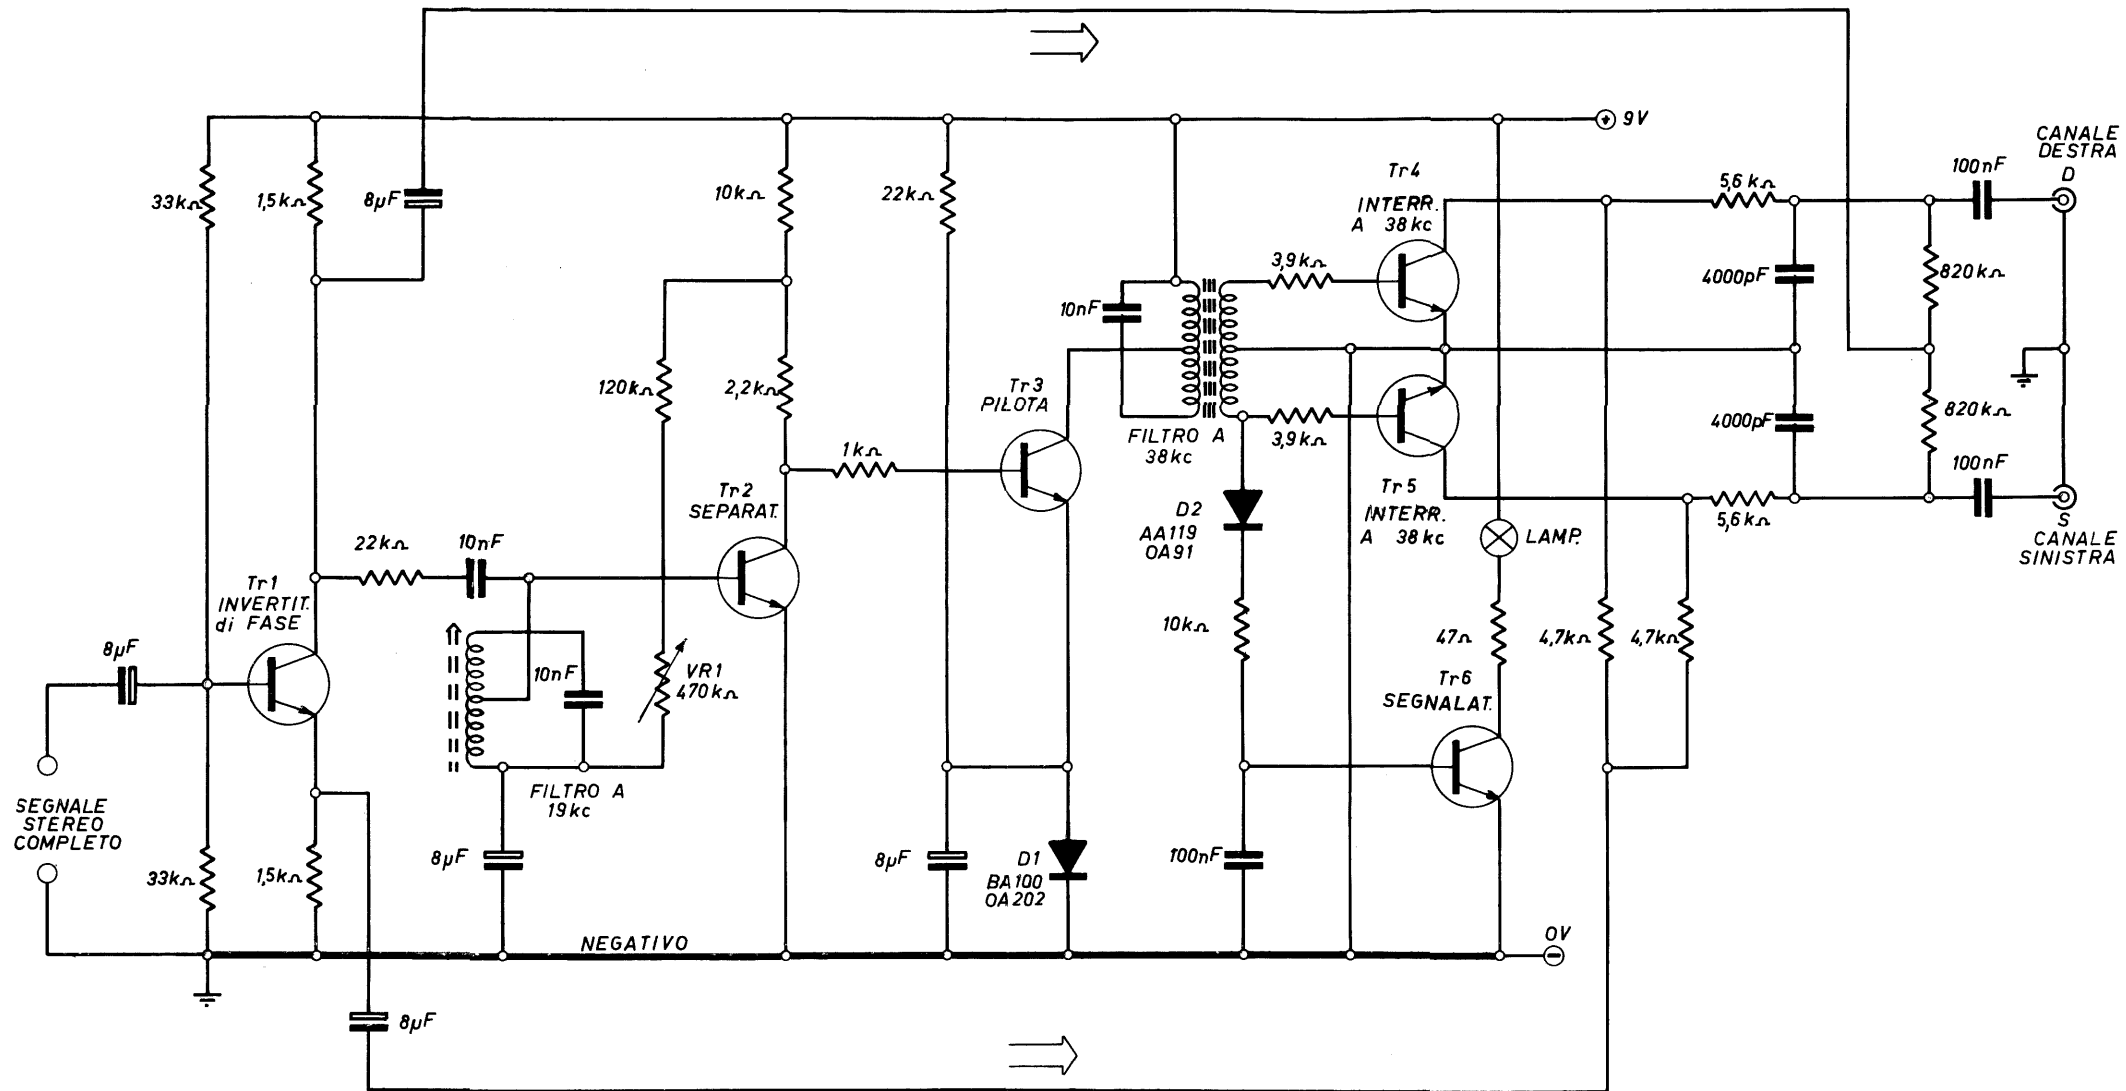 9V
CANALE
DESTRA
D
33kΩ
1,5kΩ
8µF
10kΩ
22kΩ
Tr4
INTERR.
A 38kc
5,6kΩ
100nF
3,9kΩ
10nF
4000pF
820kΩ
120kΩ
2,2kΩ
Tr3
PILOTA
FILTRO A
38kc
3,9kΩ
4000pF
820kΩ
1kΩ
Tr2
SEPARAT.
Tr5
INTERR.
A 38kc
5,6kΩ
100nF
S
CANALE
SINISTRA
D2
AA119
OA91
LAMP.
22kΩ
10nF
Tr1
INVERTIT.
di FASE
8µF
10nF
VR1
470kΩ
10kΩ
47Ω
4,7kΩ
4,7kΩ
Tr6
SEGNALAT.
SEGNALE
STEREO
COMPLETO
FILTRO A
19kc
33kΩ
1,5kΩ
8µF
8µF
D1
BA100
OA202
100nF
NEGATIVO
0V
8µF